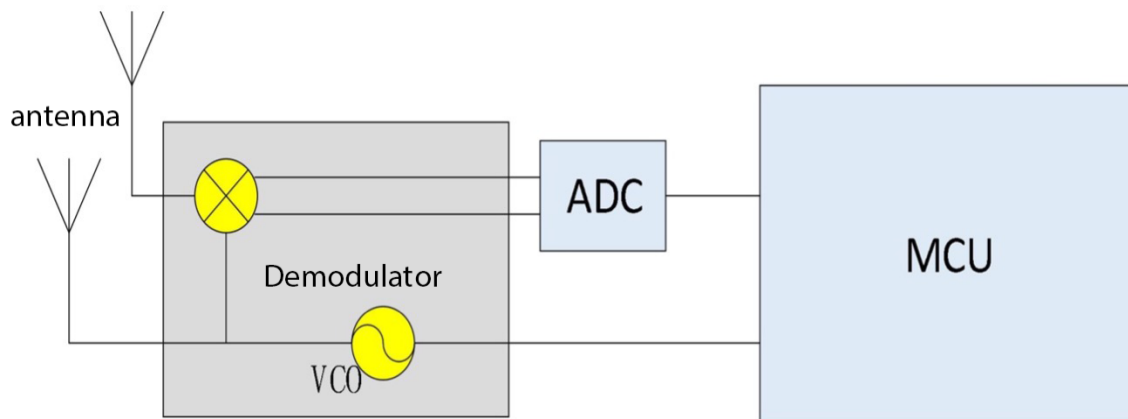 antenna
ADC
MCU
Demodulator
VCO